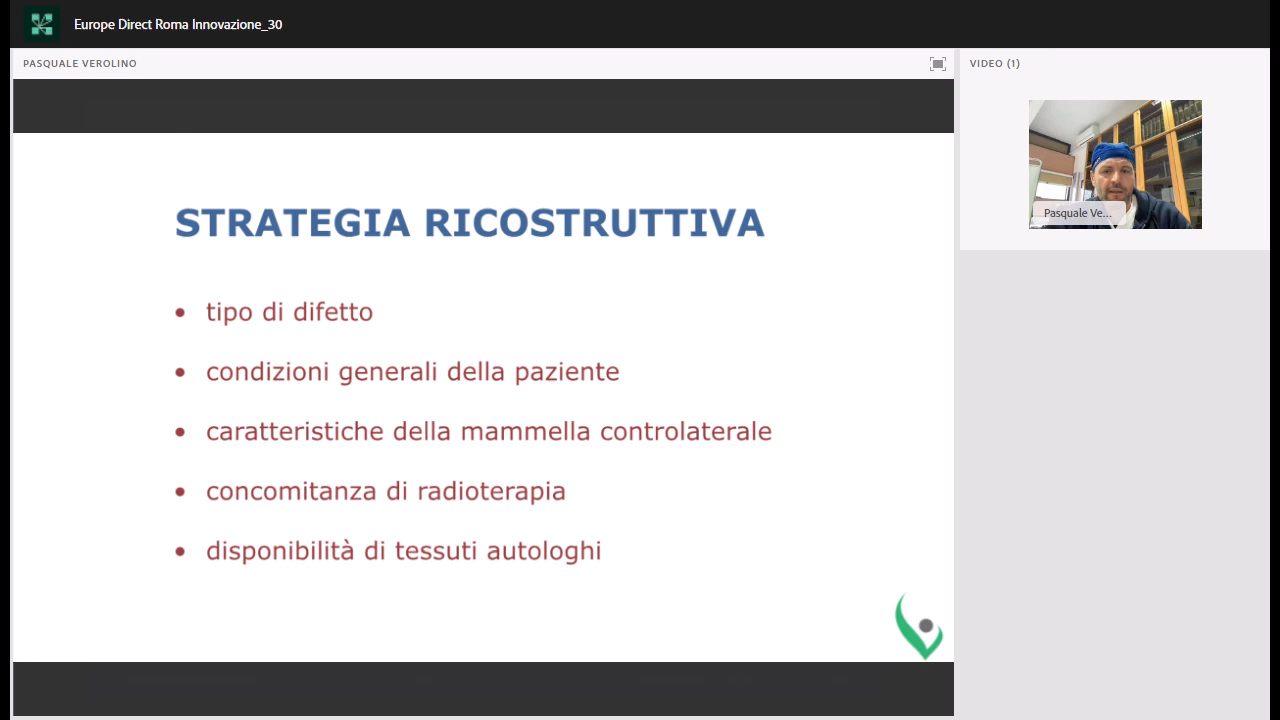 Europe Direct Roma Innovazione_30
PASQUALE VEROLINO
VIDEO (1)
Pasquale Ve...
STRATEGIA RICOSTRUTTIVA
• tipo di difetto
• condizioni generali della paziente
• caratteristiche della mammella controlaterale
• concomitanza di radioterapia
• disponibilità di tessuti autologhi